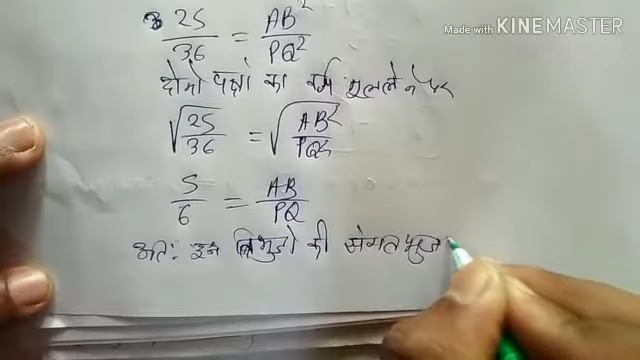 Made with KINEMASTER
25/36 = AB²/PQ²
दोनो पक्षो का वर्ग मूल लेने पर
√25/36 = √AB²/PQ²
5/6 = AB/PQ
अतः इन त्रिभुजो की संगत भुज